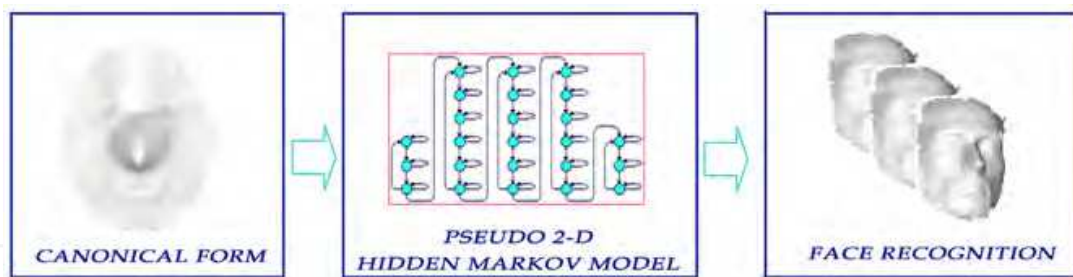 CANONICAL FORM
PSEUDO 2-D
HIDDEN MARKOV MODEL
FACE RECOGNITION